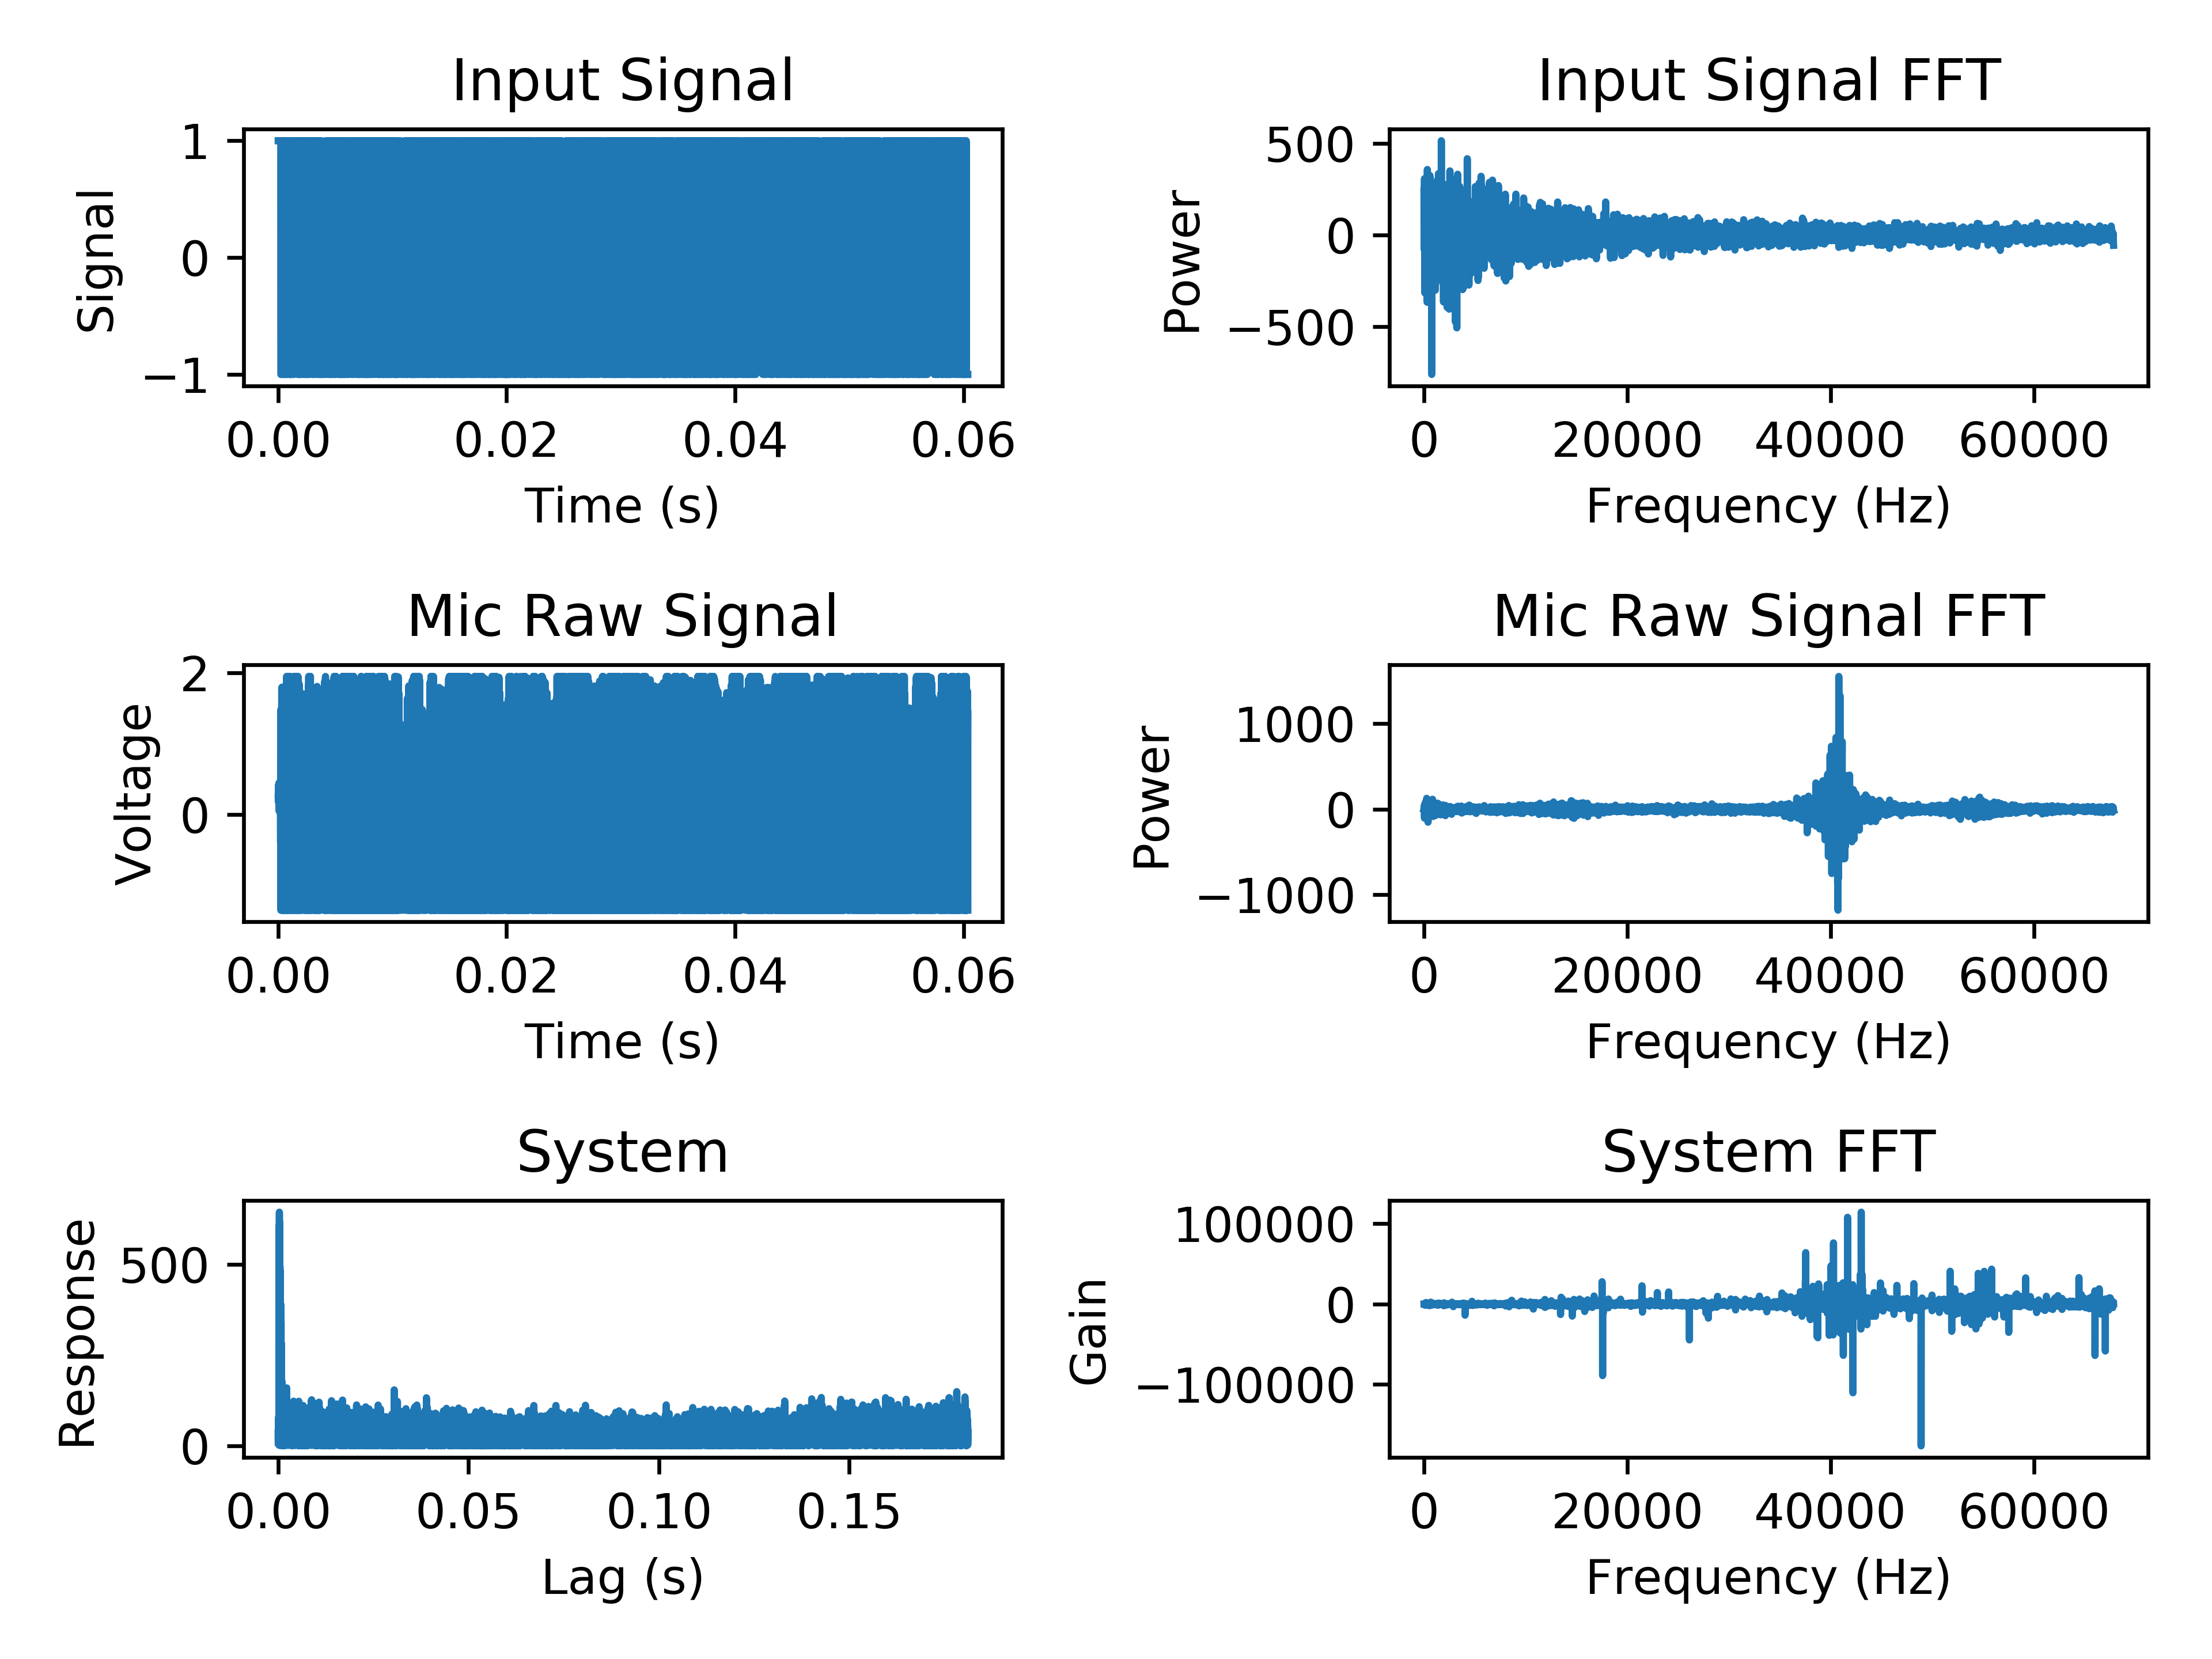 Input Signal
Signal
1
0
−1
0.00 0.02 0.04 0.06
Time (s)
Input Signal FFT
Power
500
0
−500
0 20000 40000 60000
Frequency (Hz)
Mic Raw Signal
Voltage
2
0
0.00 0.02 0.04 0.06
Time (s)
Mic Raw Signal FFT
Power
1000
0
−1000
0 20000 40000 60000
Frequency (Hz)
System
Response
500
0
0.00 0.05 0.10 0.15
Lag (s)
System FFT
Gain
100000
0
−100000
0 20000 40000 60000
Frequency (Hz)